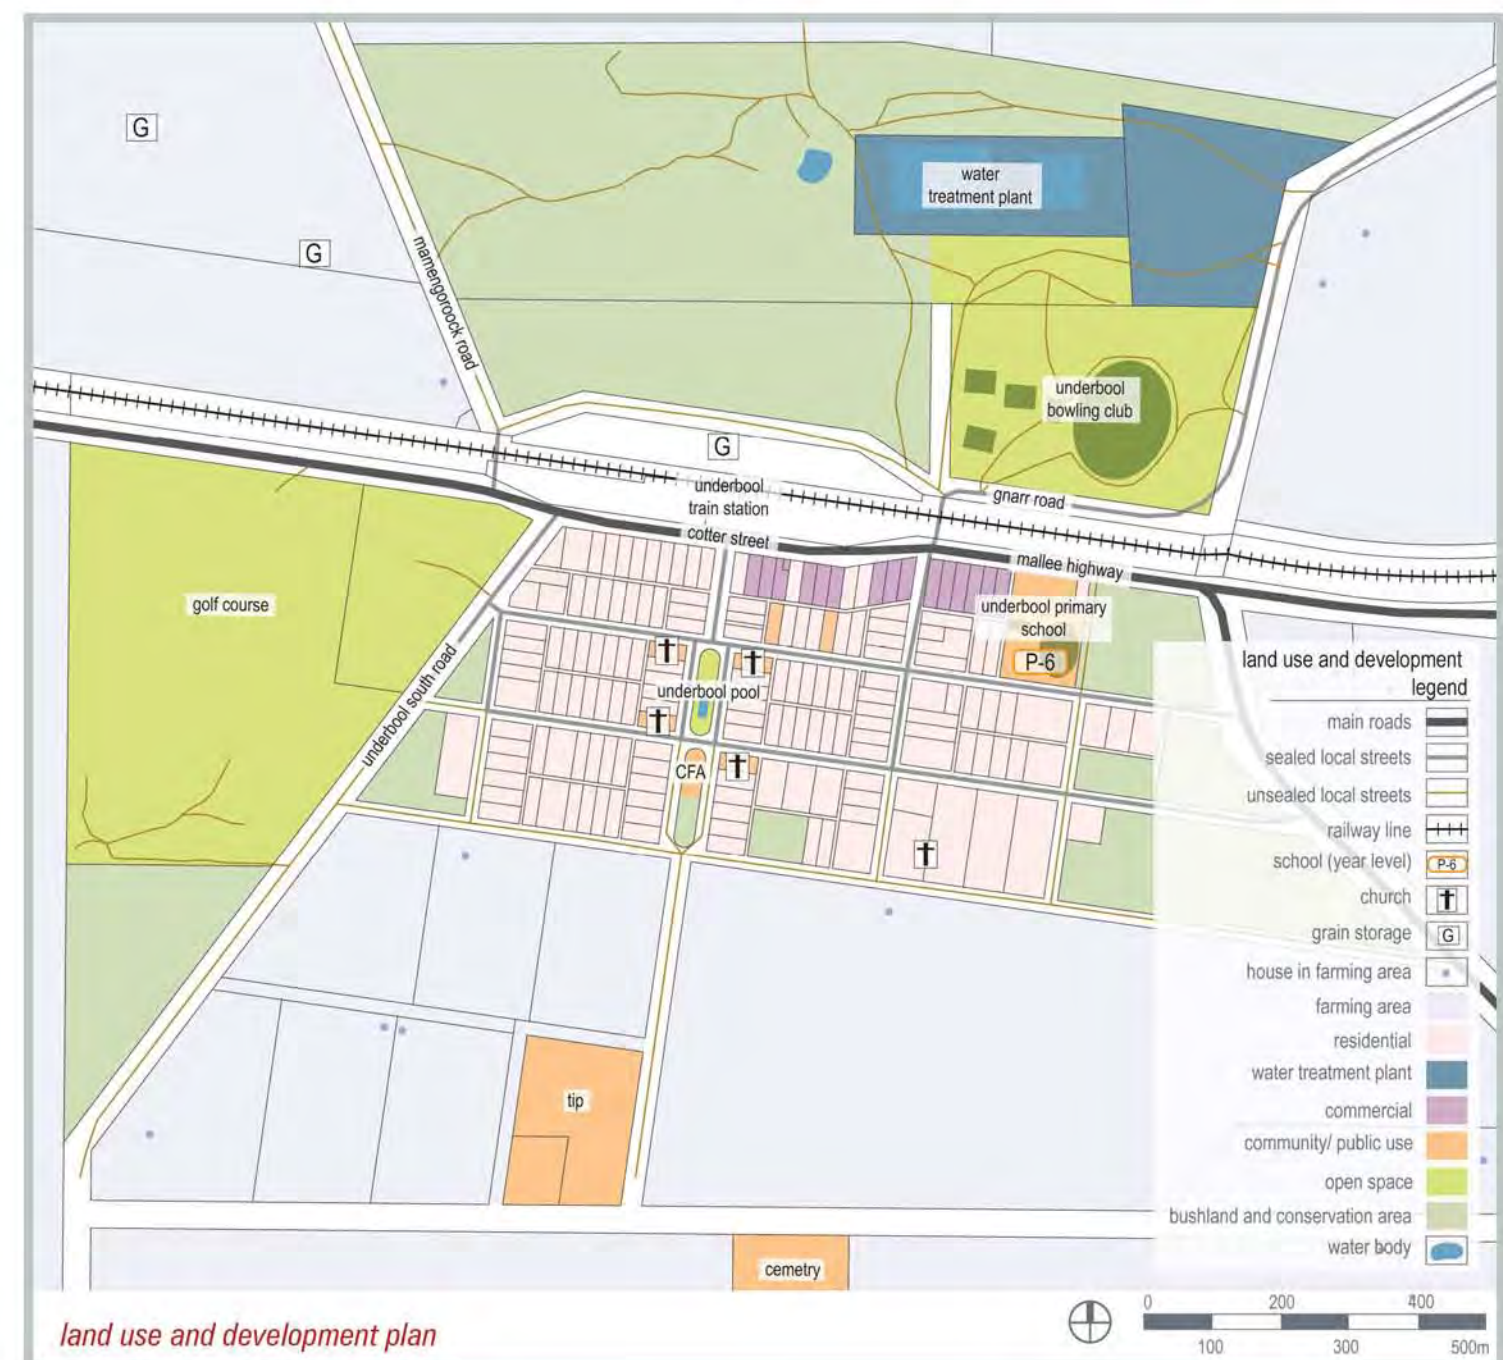 G
water
treatment plant
G
mamengoroock road
underbool
bowling club
G
underbool
train station
gnarr road
cotter street
mallee highway
golf course
underbool primary
school
P-6
underbool south road
underbool pool
CFA
tip
cemetry
land use and development
legend
main roads
sealed local streets
unsealed local streets
railway line
school (year level)
P-6
church
grain storage
G
house in farming area
farming area
residential
water treatment plant
commercial
community/ public use
open space
bushland and conservation area
water body
0 200 400
100 300 500m
land use and development plan